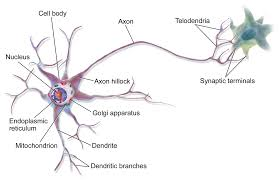 Cell body
Axon
Telodendria
Nucleus
Axon hillock
Synaptic terminals
Golgi apparatus
Endoplasmic
reticulum
Mitochondrion
Dendrite
Dendritic branches